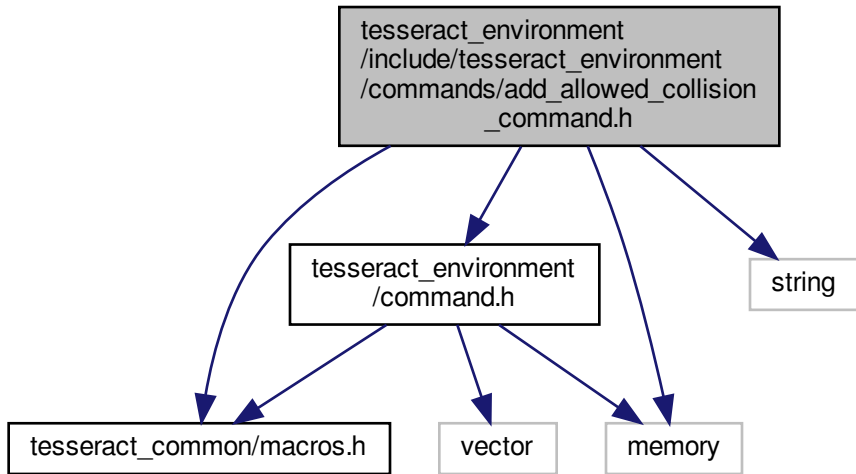 tesseract_environment
/include/tesseract_environment
/commands/add_allowed_collision
_command.h
tesseract_environment
/command.h
string
tesseract_common/macros.h
vector
memory